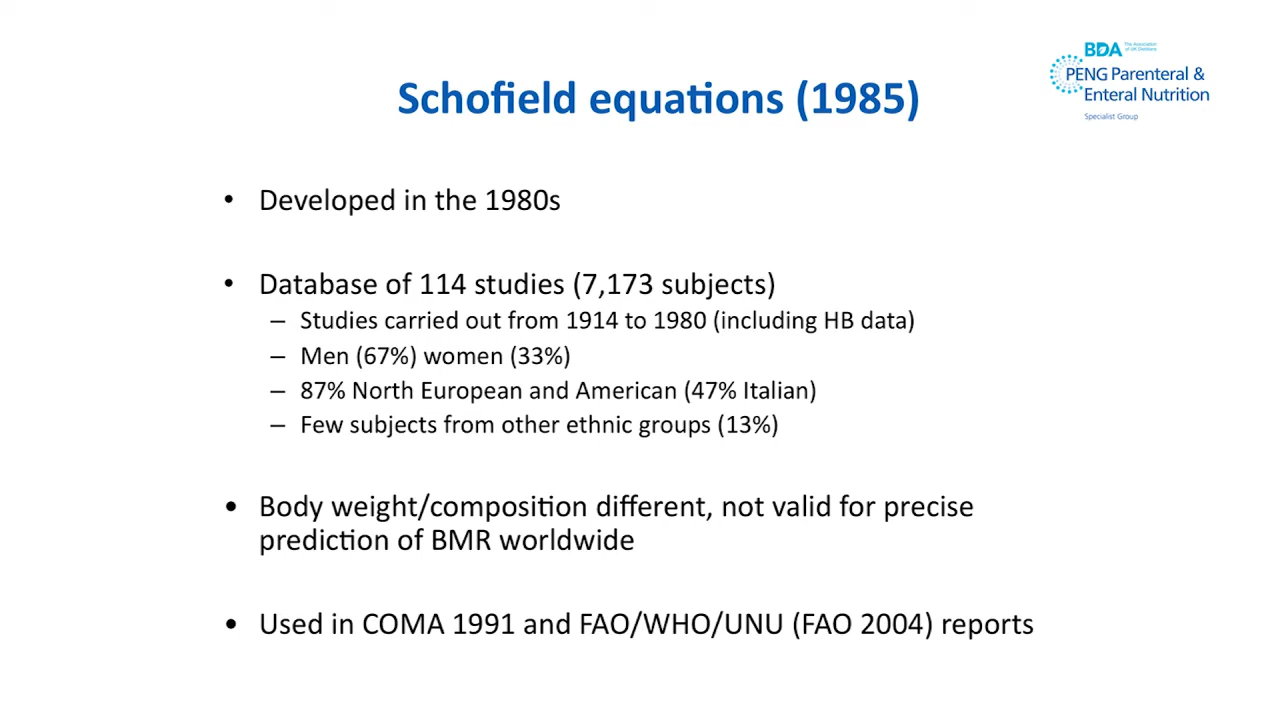 BDA The Association of UK Dietitians
PENG Parenteral &
Enteral Nutrition
Specialist Group
Schofield equations (1985)
• Developed in the 1980s
• Database of 114 studies (7,173 subjects)
– Studies carried out from 1914 to 1980 (including HB data)
– Men (67%) women (33%)
– 87% North European and American (47% Italian)
– Few subjects from other ethnic groups (13%)
• Body weight/composition different, not valid for precise
prediction of BMR worldwide
• Used in COMA 1991 and FAO/WHO/UNU (FAO 2004) reports